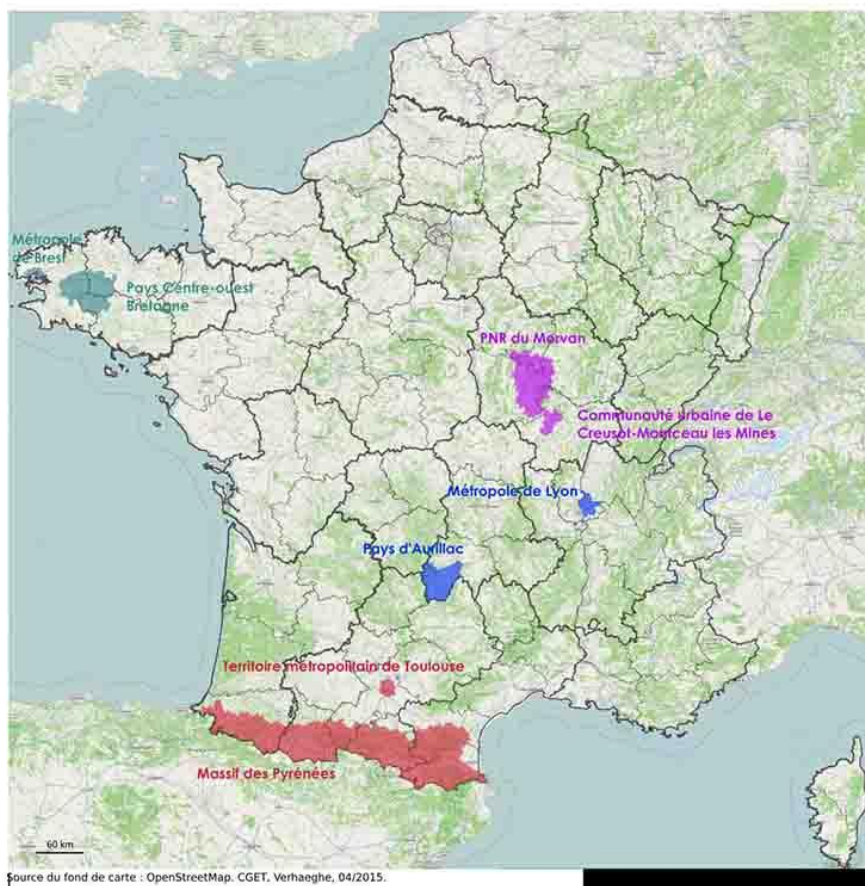 Métropole
de Brest
Pays Centre-ouest
Bretagne
PNR du Morvan
Communauté urbaine de Le
Creusot-Montceau les Mines
Métropole de Lyon
Pays d'Aurillac
Territoire métropolitain de Toulouse
Massif des Pyrénées
60 km
Source du fond de carte : OpenStreetMap. CGET, Verhaeghe, 04/2015.